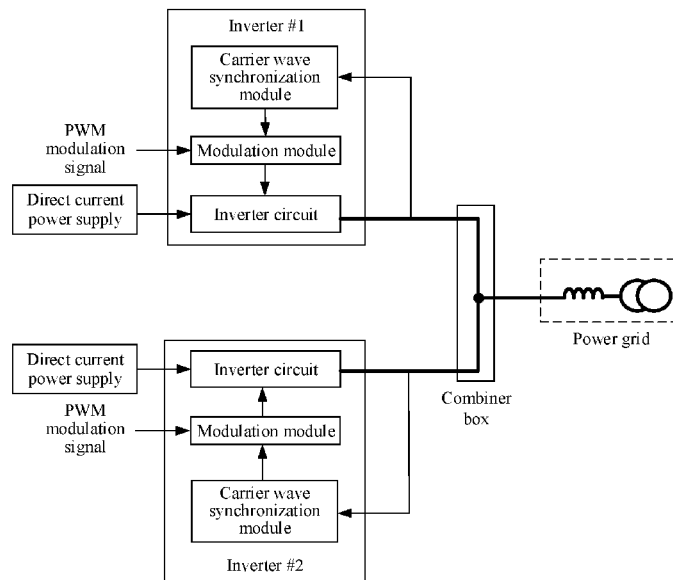 Inverter #1
Carrier wave
synchronization
module
PWM
modulation
signal
Modulation module
Direct current
power supply
Inverter circuit
Power grid
Direct current
power supply
Inverter circuit
Combiner
box
PWM
modulation
signal
Modulation module
Carrier wave
synchronization
module
Inverter #2